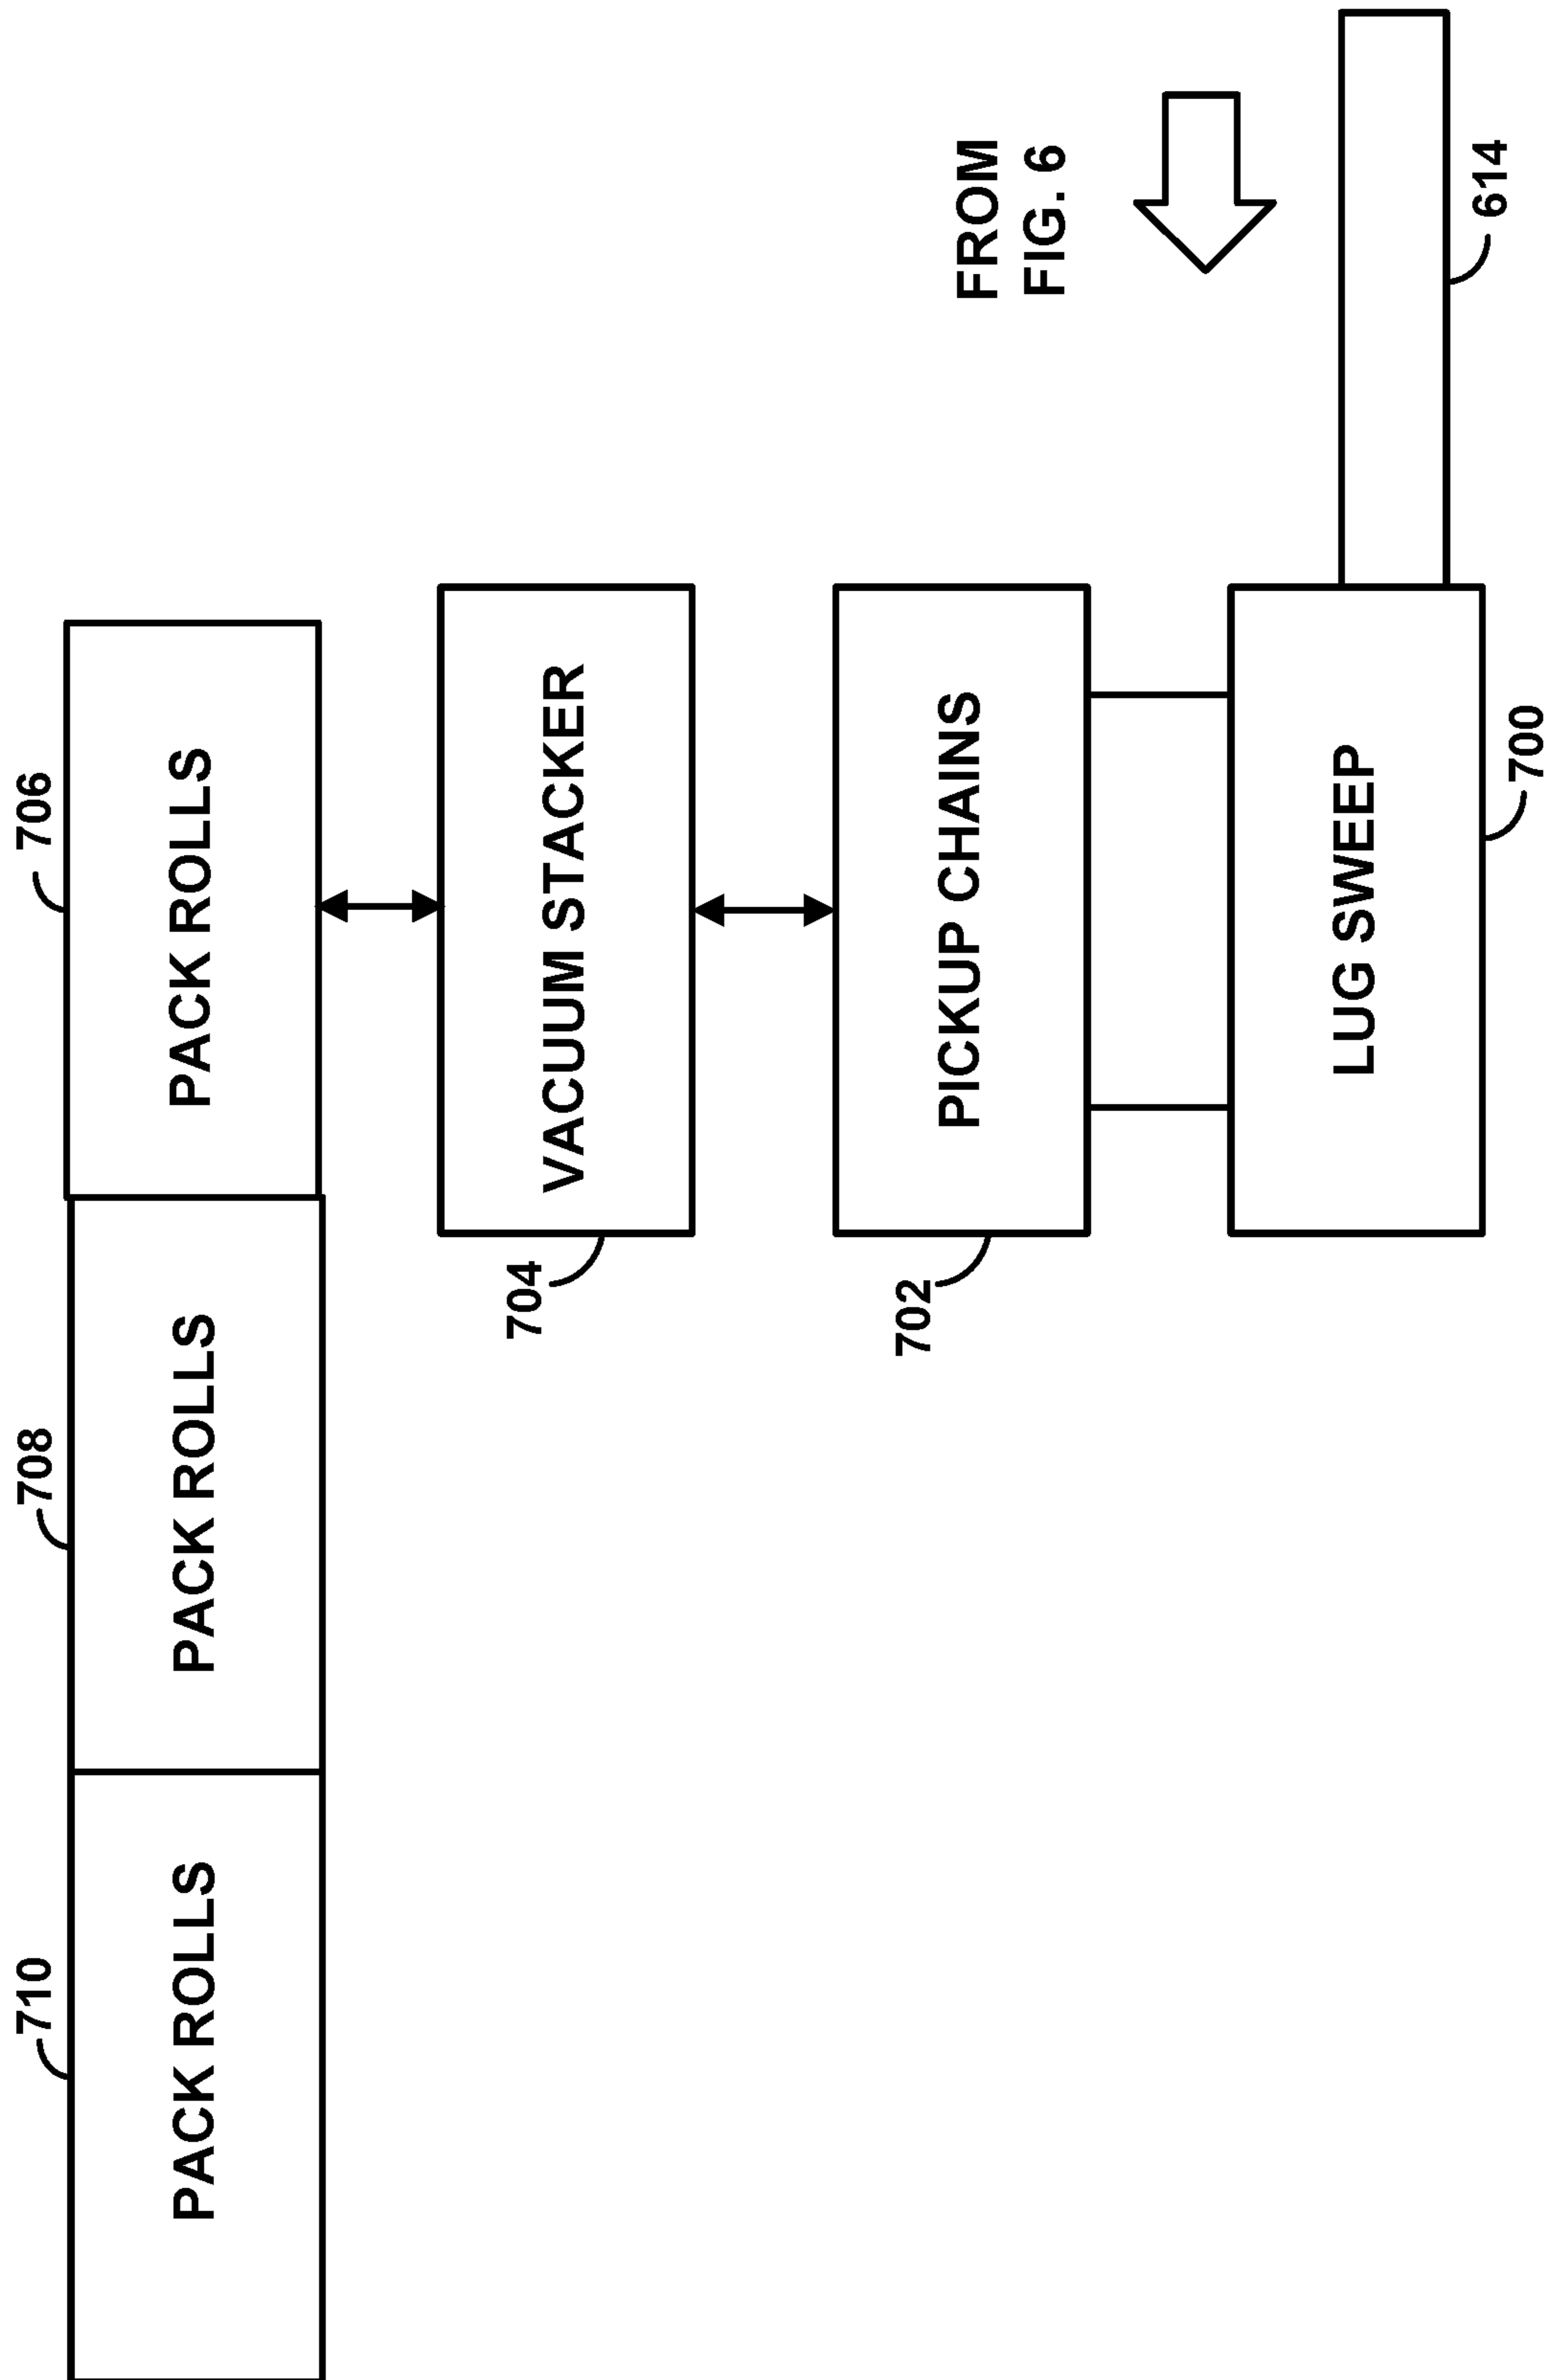 706
PACK ROLLS
708
PACK ROLLS
710
PACK ROLLS
704
VACUUM STACKER
702
PICKUP CHAINS
FROM
FIG. 6
LUG SWEEP
700
614